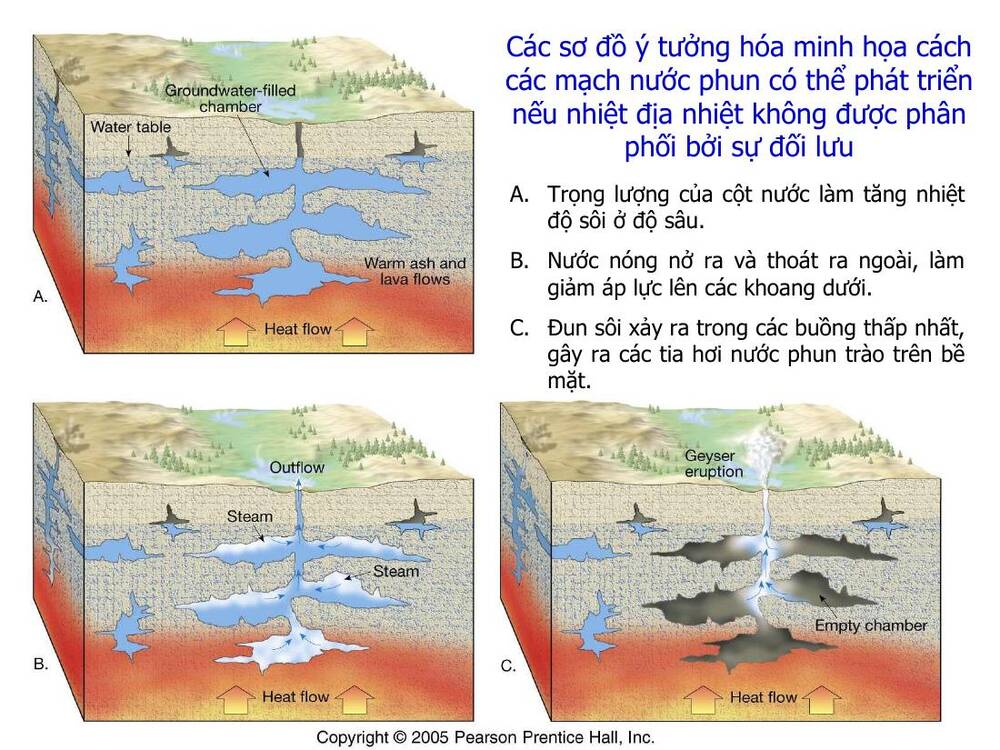 Các sơ đồ ý tưởng hóa minh họa cách
các mạch nước phun có thể phát triển
nếu nhiệt địa nhiệt không được phân
phối bởi sự đối lưu
A. Trọng lượng của cột nước làm tăng nhiệt
độ sôi ở độ sâu.
B. Nước nóng nở ra và thoát ra ngoài, làm
giảm áp lực lên các khoang dưới.
C. Đun sôi xảy ra trong các buồng thấp nhất,
gây ra các tia hơi nước phun trào trên bề
mặt.
Groundwater-filled
chamber
Water table
Warm ash and
lava flows
A.
Heat flow
Outflow
Steam
Steam
B.
Heat flow
Geyser
eruption
Empty chamber
C.
Heat flow
Copyright © 2005 Pearson Prentice Hall, Inc.